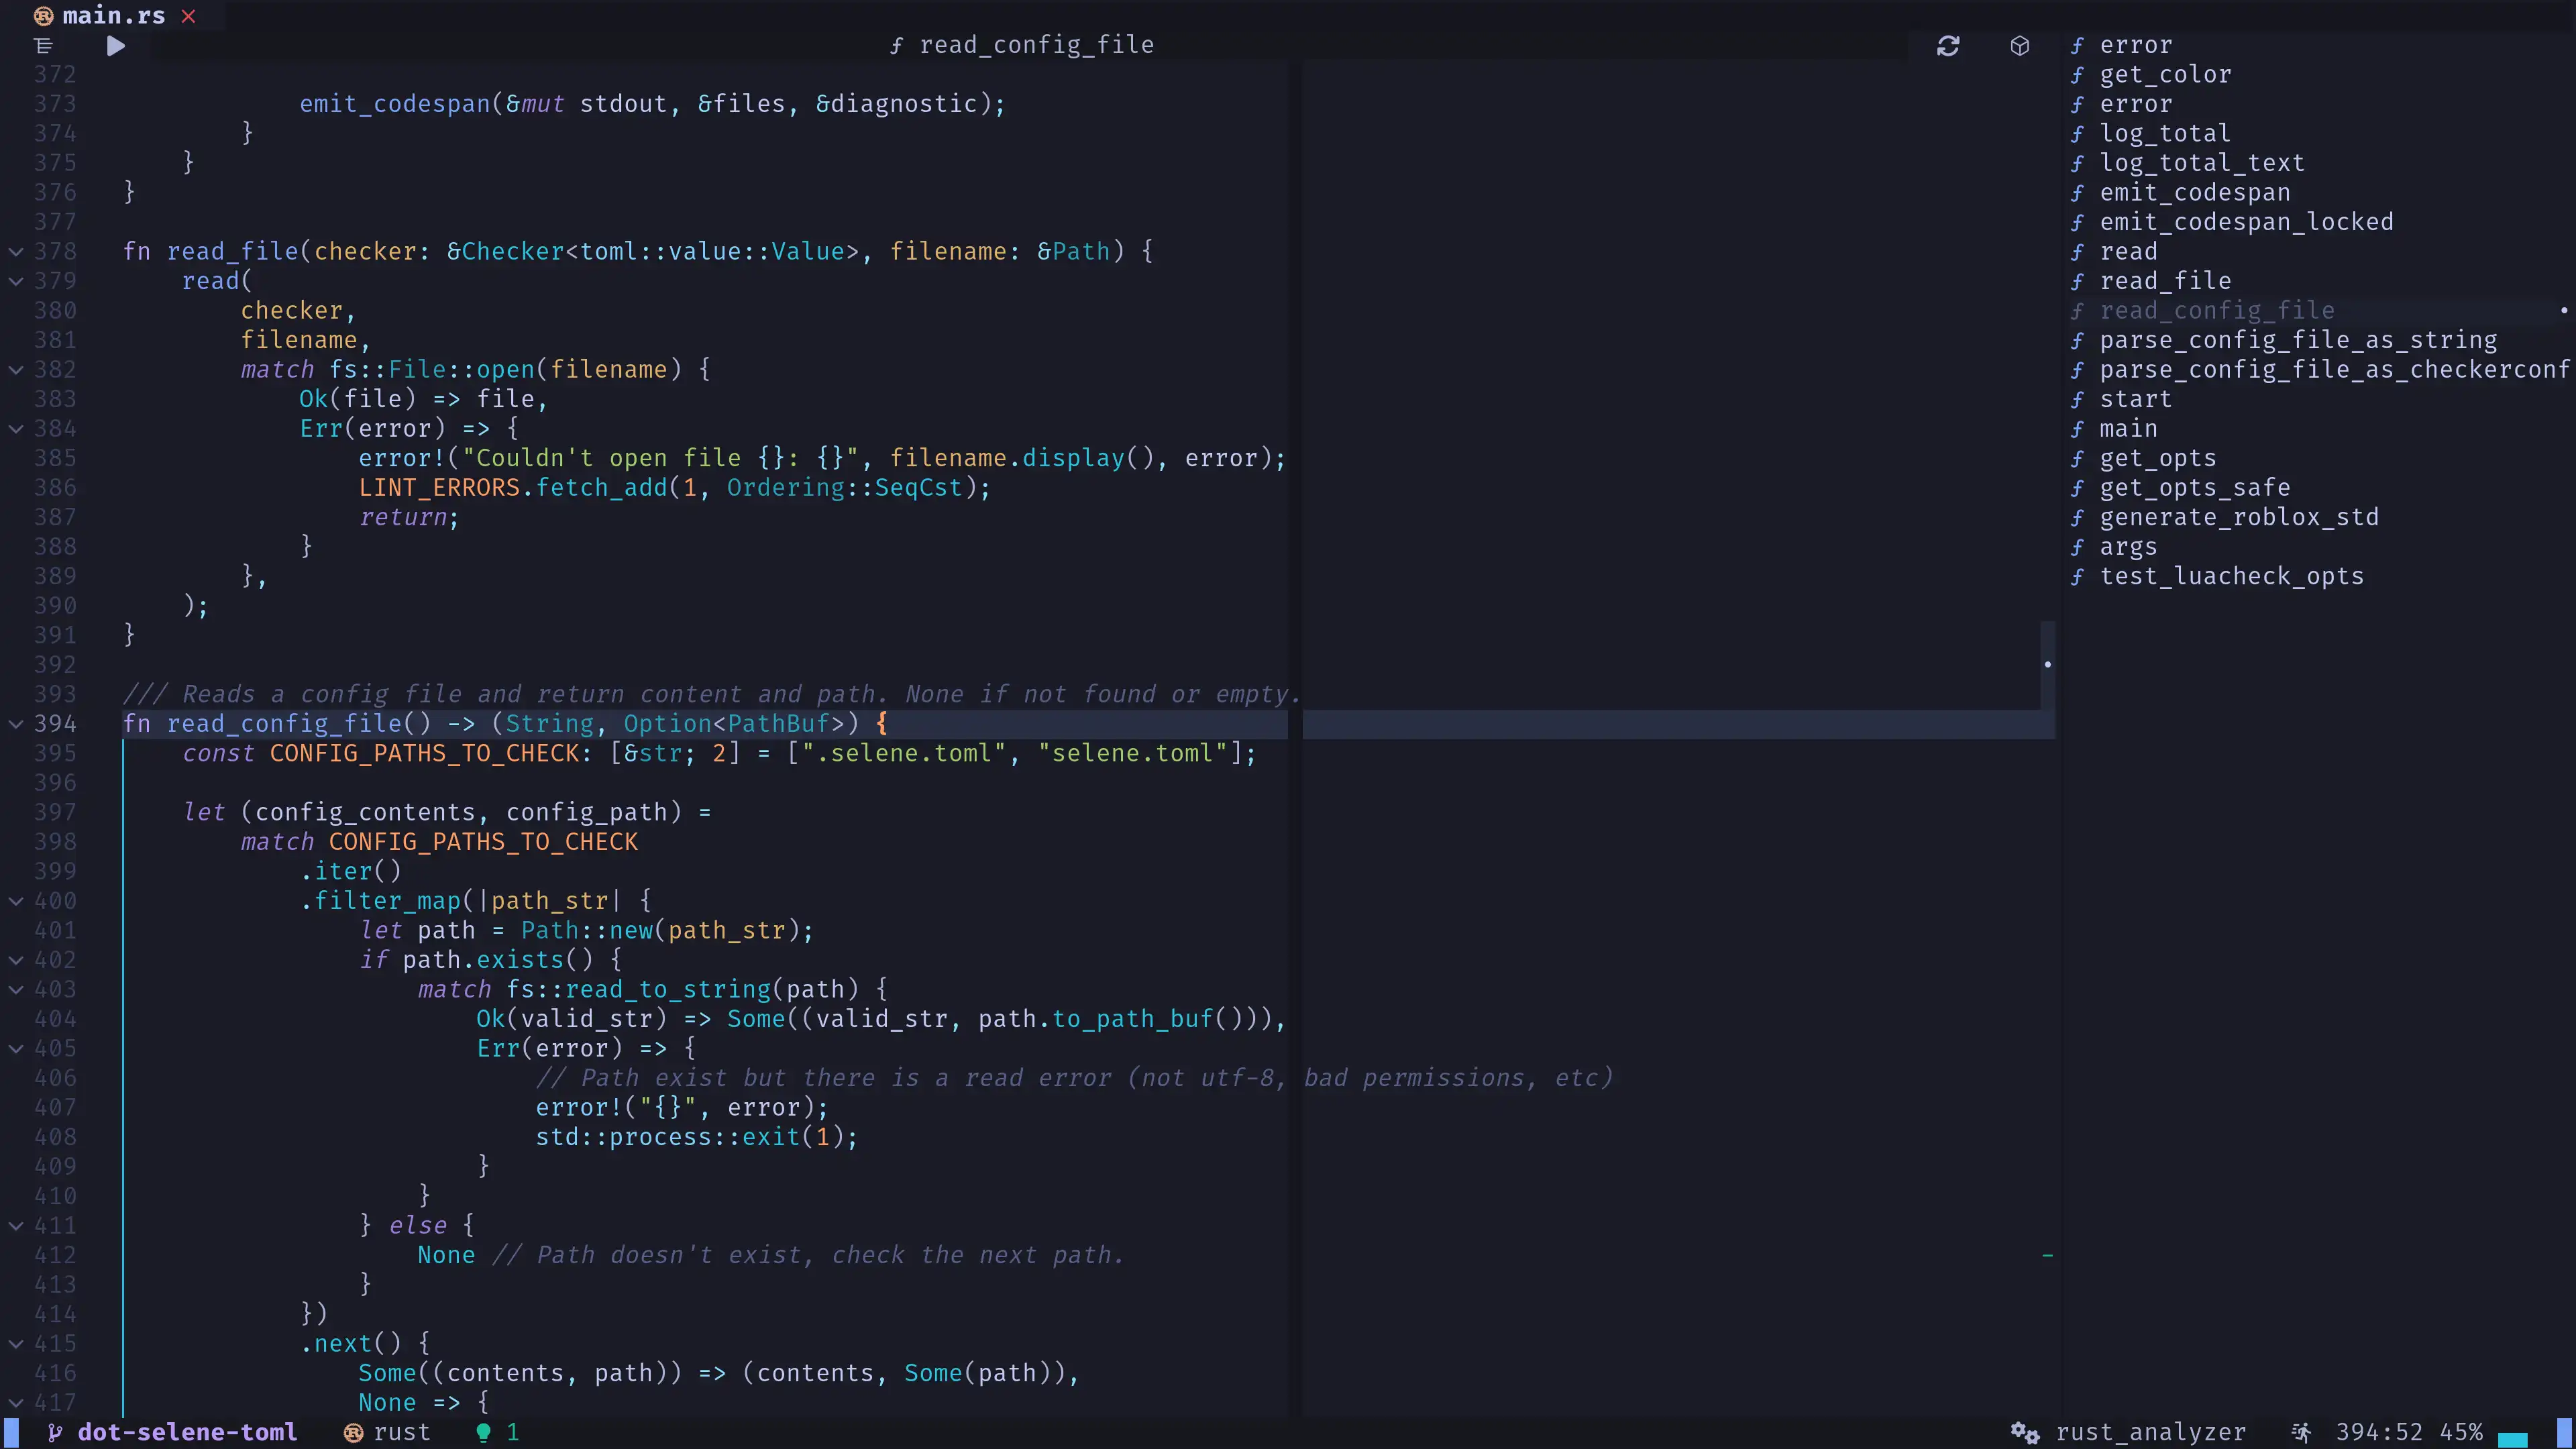 main.rs
ƒ read_config_file
372
373 emit_codespan(&mut stdout, &files, &diagnostic);
374 }
375 }
376 }
377
378 fn read_file(checker: &Checker<toml::value::Value>, filename: &Path) {
379 read(
380 checker,
381 filename,
382 match fs::File::open(filename) {
383 Ok(file) => file,
384 Err(error) => {
385 error!("Couldn't open file {}: {}", filename.display(), error);
386 LINT_ERRORS.fetch_add(1, Ordering::SeqCst);
387 return;
388 }
389 },
390 );
391 }
392
393 /// Reads a config file and return content and path. None if not found or empty.
394 fn read_config_file() -> (String, Option<PathBuf>) {
395 const CONFIG_PATHS_TO_CHECK: [&str; 2] = [".selene.toml", "selene.toml"];
396
397 let (config_contents, config_path) =
398 match CONFIG_PATHS_TO_CHECK
399 .iter()
400 .filter_map(|path_str| {
401 let path = Path::new(path_str);
402 if path.exists() {
403 match fs::read_to_string(path) {
404 Ok(valid_str) => Some((valid_str, path.to_path_buf())),
405 Err(error) => {
406 // Path exist but there is a read error (not utf-8, bad permissions, etc)
407 error!("{}", error);
408 std::process::exit(1);
409 }
410 }
411 } else {
412 None // Path doesn't exist, check the next path.
413 }
414 })
415 .next() {
416 Some((contents, path)) => (contents, Some(path)),
417 None => {
ƒ error
ƒ get_color
ƒ error
ƒ log_total
ƒ log_total_text
ƒ emit_codespan
ƒ emit_codespan_locked
ƒ read
ƒ read_file
ƒ read_config_file
ƒ parse_config_file_as_string
ƒ parse_config_file_as_checkerconf
ƒ start
ƒ main
ƒ get_opts
ƒ get_opts_safe
ƒ generate_roblox_std
ƒ args
ƒ test_luacheck_opts
dot-selene-toml rust 1 rust_analyzer 394:52 45%